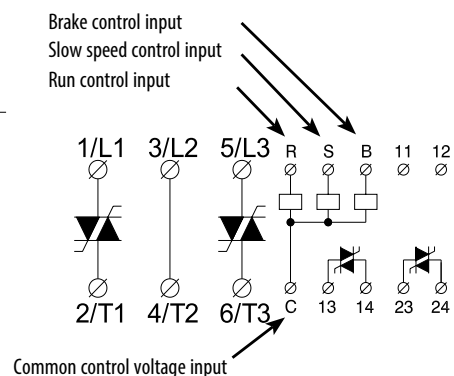 Brake control input
Slow speed control input
Run control input
1/L1 3/L2 5/L3 R S B 11 12
2/T1 4/T2 6/T3 C 13 14 23 24
Common control voltage input